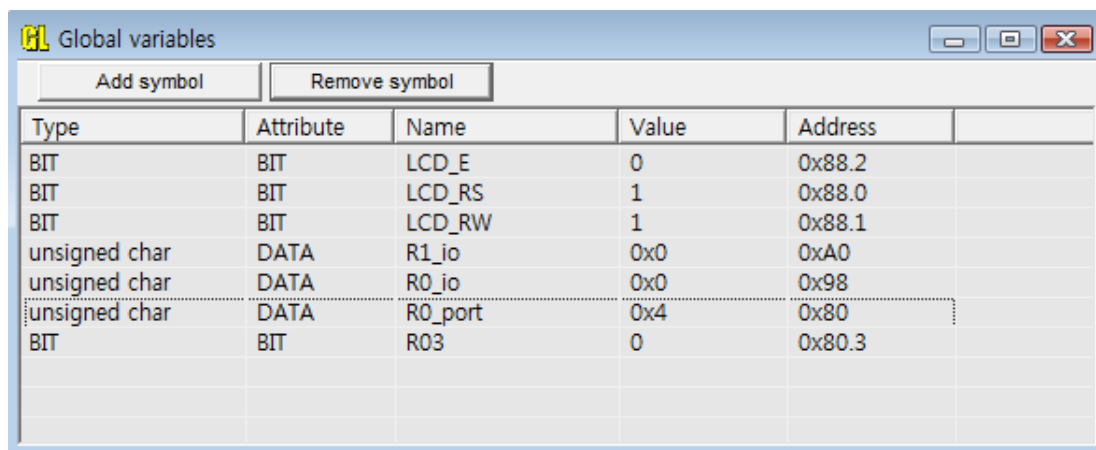 Global variables
Add symbol Remove symbol
Type Attribute Name Value Address
BIT BIT LCD_E 0 0x88.2
BIT BIT LCD_RS 1 0x88.0
BIT BIT LCD_RW 1 0x88.1
unsigned char DATA R1_io 0x0 0xA0
unsigned char DATA R0_io 0x0 0x98
unsigned char DATA R0_port 0x4 0x80
BIT BIT R03 0 0x80.3